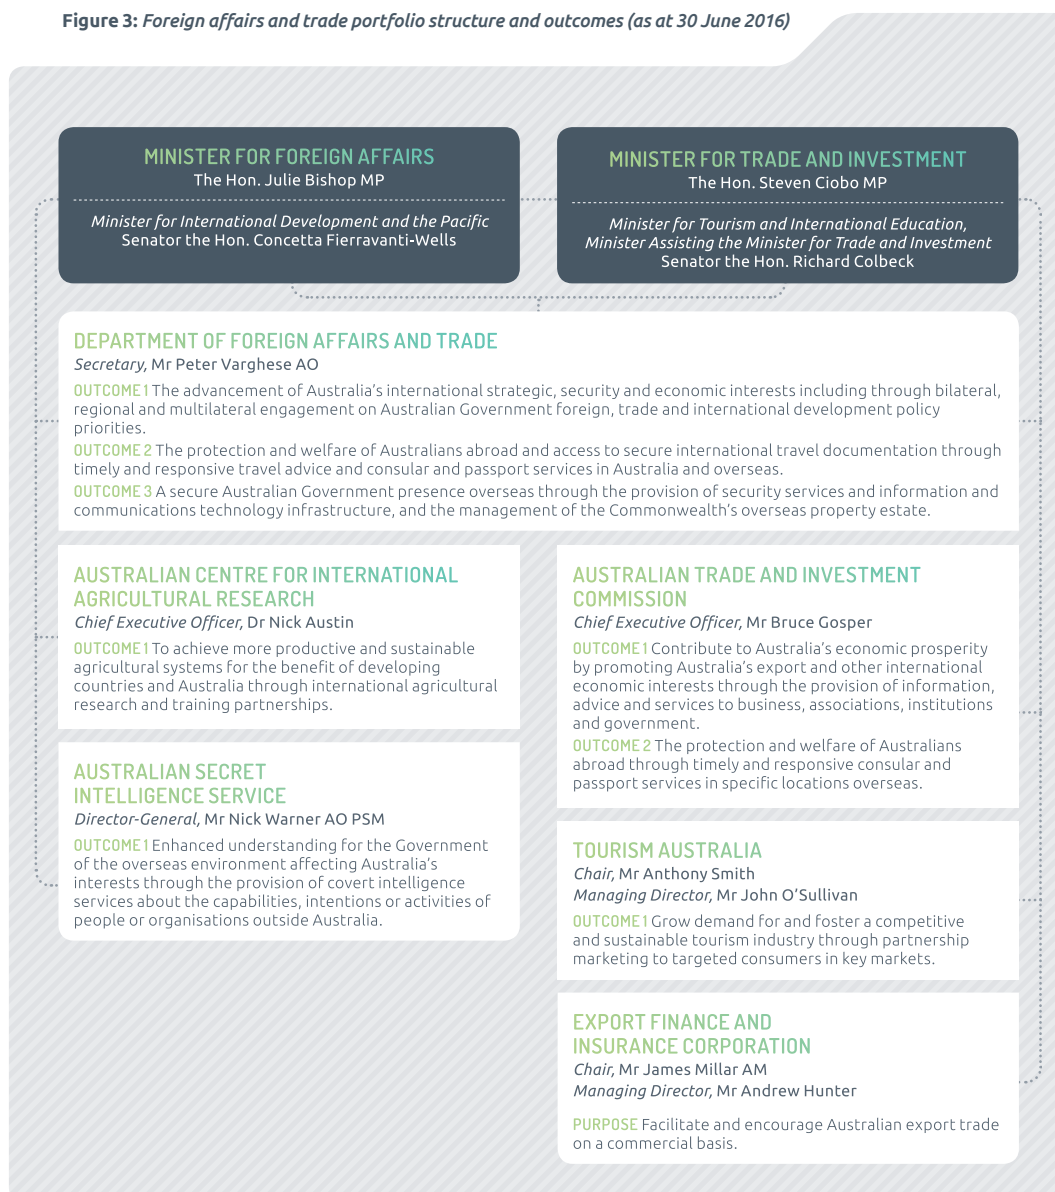 Figure 3: Foreign affairs and trade portfolio structure and outcomes (as at 30 June 2016)
MINISTER FOR FOREIGN AFFAIRS
The Hon. Julie Bishop MP
Minister for International Development and the Pacific
Senator the Hon. Concetta Fierravanti-Wells
MINISTER FOR TRADE AND INVESTMENT
The Hon. Steven Ciobo MP
Minister for Tourism and International Education,
Minister Assisting the Minister for Trade and Investment
Senator the Hon. Richard Colbeck
DEPARTMENT OF FOREIGN AFFAIRS AND TRADE
Secretary, Mr Peter Varghese AO
OUTCOME 1 The advancement of Australia's international strategic, security and economic interests including through bilateral,
regional and multilateral engagement on Australian Government foreign, trade and international development policy
priorities.
OUTCOME 2 The protection and welfare of Australians abroad and access to secure international travel documentation through
timely and responsive travel advice and consular and passport services in Australia and overseas.
OUTCOME 3 A secure Australian Government presence overseas through the provision of security services and information and
communications technology infrastructure, and the management of the Commonwealth's overseas property estate.
AUSTRALIAN CENTRE FOR INTERNATIONAL
AGRICULTURAL RESEARCH
Chief Executive Officer, Dr Nick Austin
OUTCOME 1 To achieve more productive and sustainable
agricultural systems for the benefit of developing
countries and Australia through international agricultural
research and training partnerships.
AUSTRALIAN SECRET
INTELLIGENCE SERVICE
Director-General, Mr Nick Warner AO PSM
OUTCOME 1 Enhanced understanding for the Government
of the overseas environment affecting Australia's
interests through the provision of covert intelligence
services about the capabilities, intentions or activities of
people or organisations outside Australia.
AUSTRALIAN TRADE AND INVESTMENT
COMMISSION
Chief Executive Officer, Mr Bruce Gosper
OUTCOME 1 Contribute to Australia's economic prosperity
by promoting Australia's export and other international
economic interests through the provision of information,
advice and services to business, associations, institutions
and government.
OUTCOME 2 The protection and welfare of Australians
abroad through timely and responsive consular and
passport services in specific locations overseas.
TOURISM AUSTRALIA
Chair, Mr Anthony Smith
Managing Director, Mr John O'Sullivan
OUTCOME 1 Grow demand for and foster a competitive
and sustainable tourism industry through partnership
marketing to targeted consumers in key markets.
EXPORT FINANCE AND
INSURANCE CORPORATION
Chair, Mr James Millar AM
Managing Director, Mr Andrew Hunter
PURPOSE Facilitate and encourage Australian export trade
on a commercial basis.